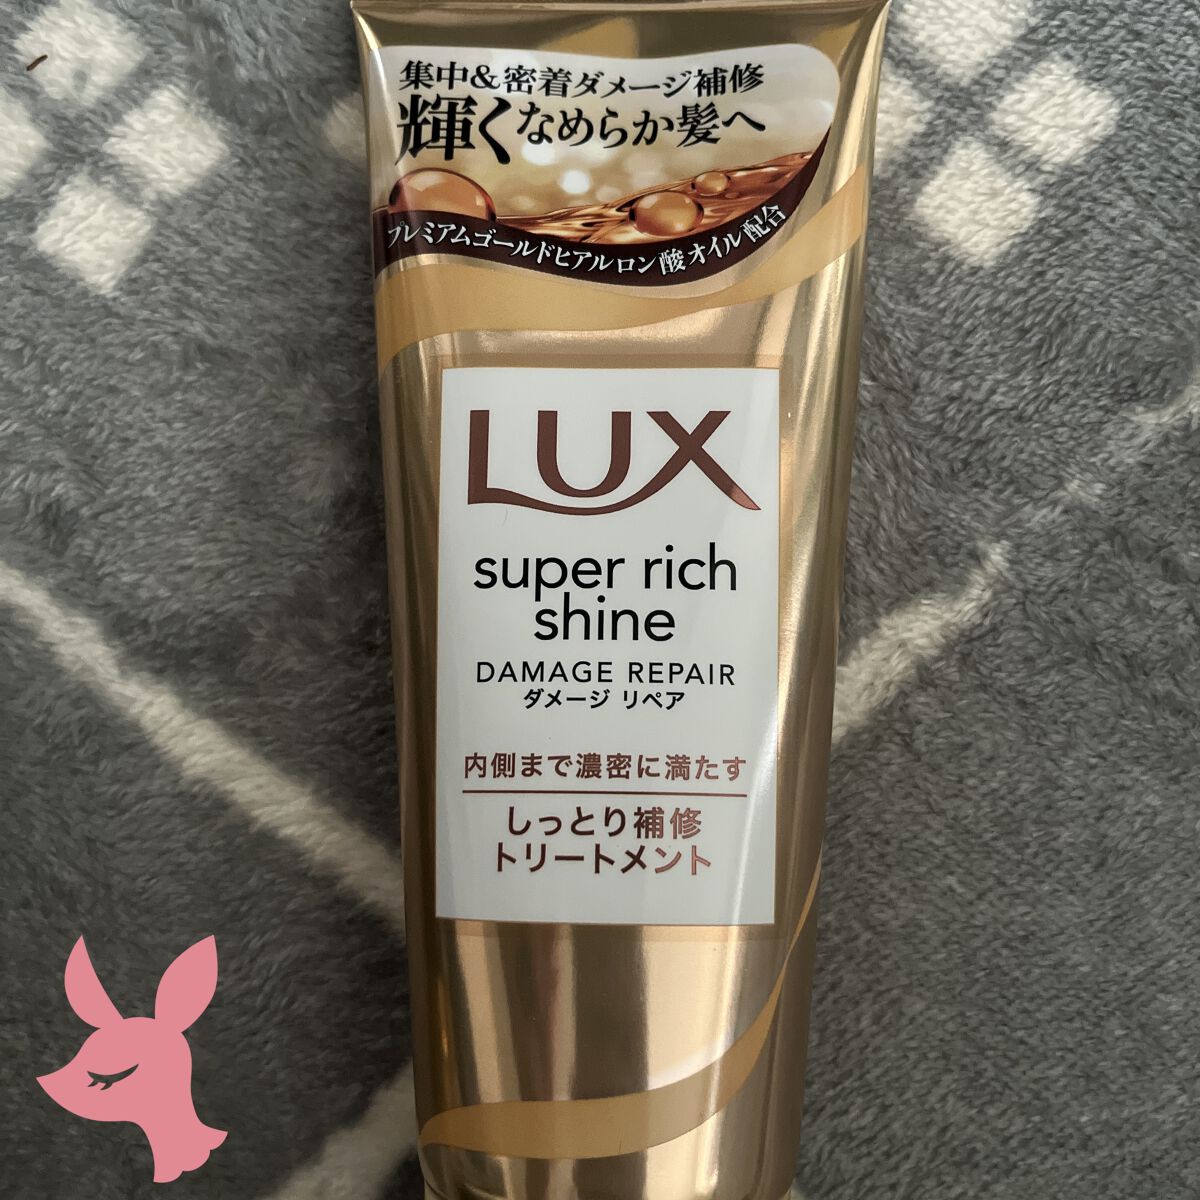 集中&密着ダメージ補修
輝くなめらか髪へ
プレミアムゴールドヒアルロン酸オイル配合
LUX
super rich
shine
DAMAGE REPAIR
ダメージ リペア
内側まで濃密に満たす
しっとり補修
トリートメント